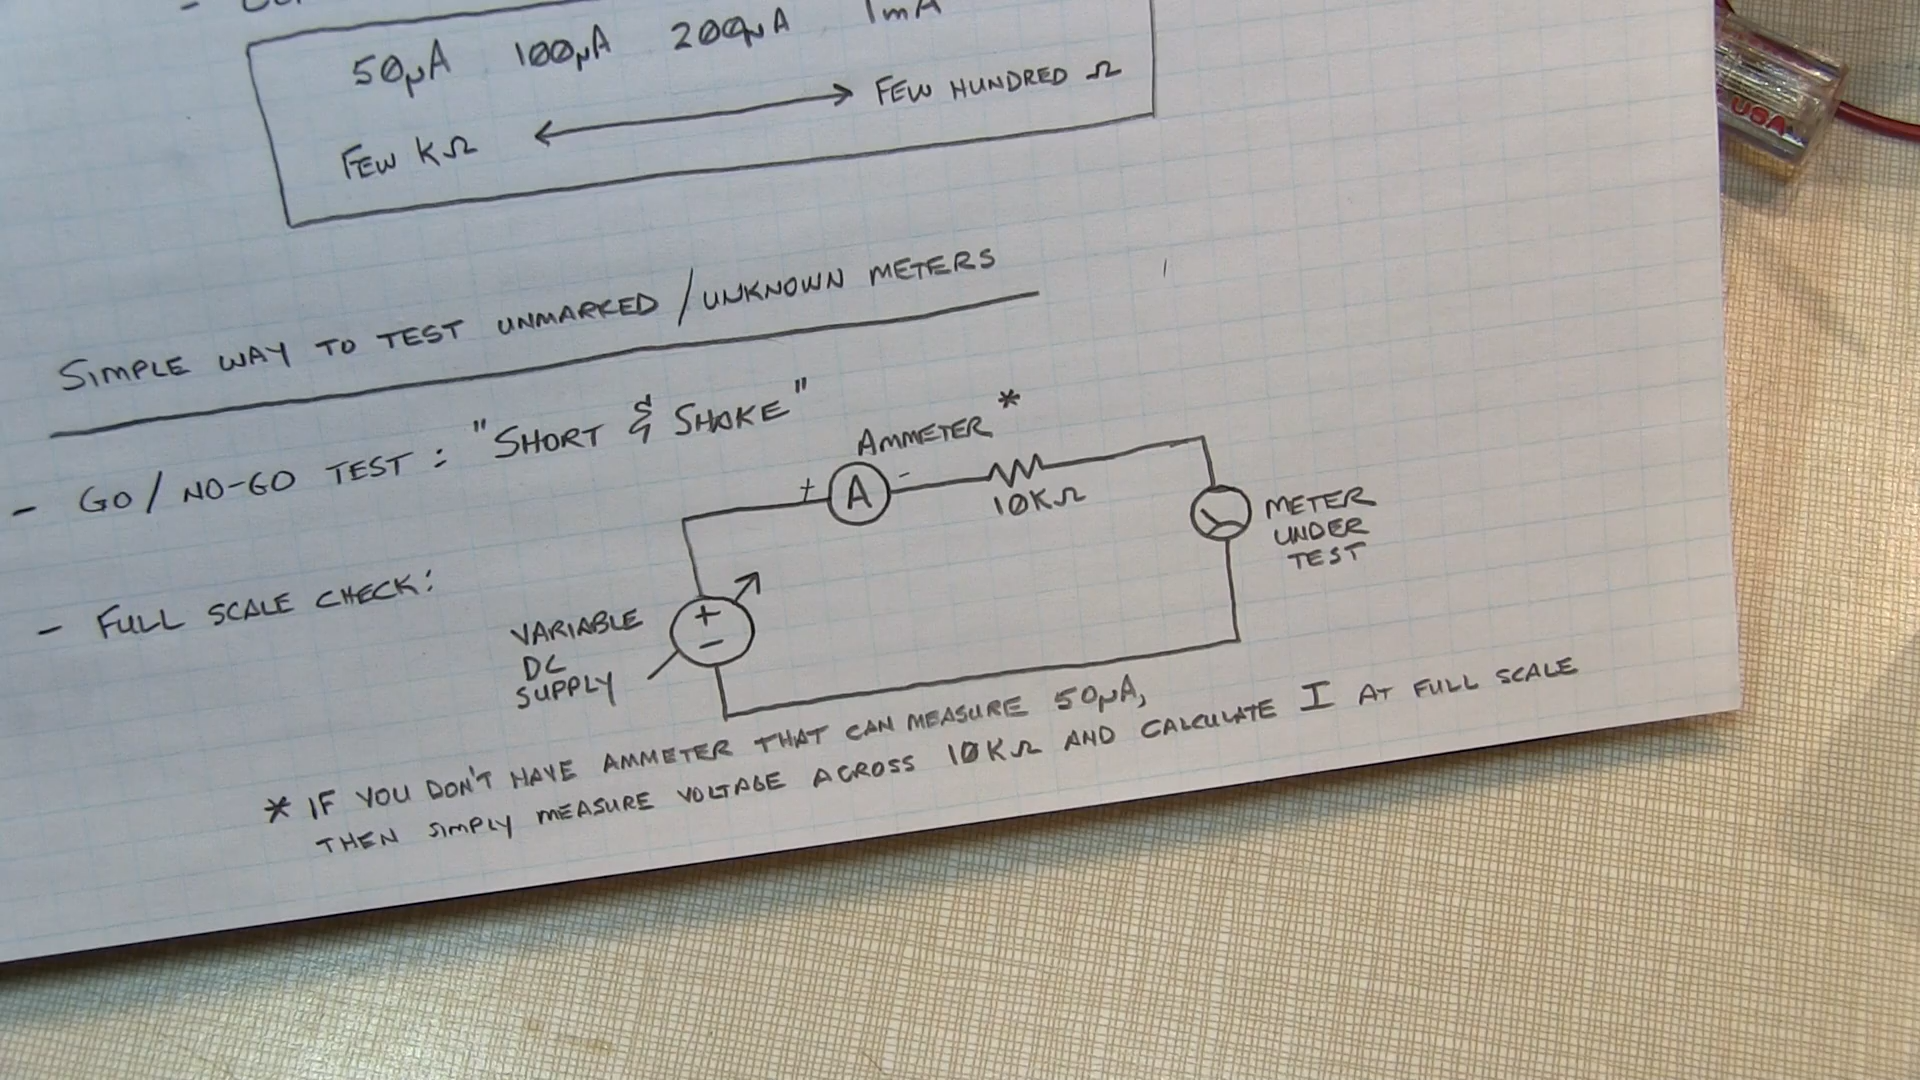 50μA 100μA 200μA 1mA
FEW KΩ ⟷ FEW HUNDRED Ω
USA
SIMPLE WAY TO TEST UNMARKED/UNKNOWN METERS
- GO/NO-GO TEST: "SHORT & SHAKE"
- FULL SCALE CHECK:
AMMETER *
+ A -
10KΩ
METER
UNDER
TEST
+
-
VARIABLE
DC
SUPPLY
* IF YOU DON'T HAVE AMMETER THAT CAN MEASURE 50μA,
THEN SIMPLY MEASURE VOLTAGE ACROSS 10KΩ AND CALCULATE I AT FULL SCALE